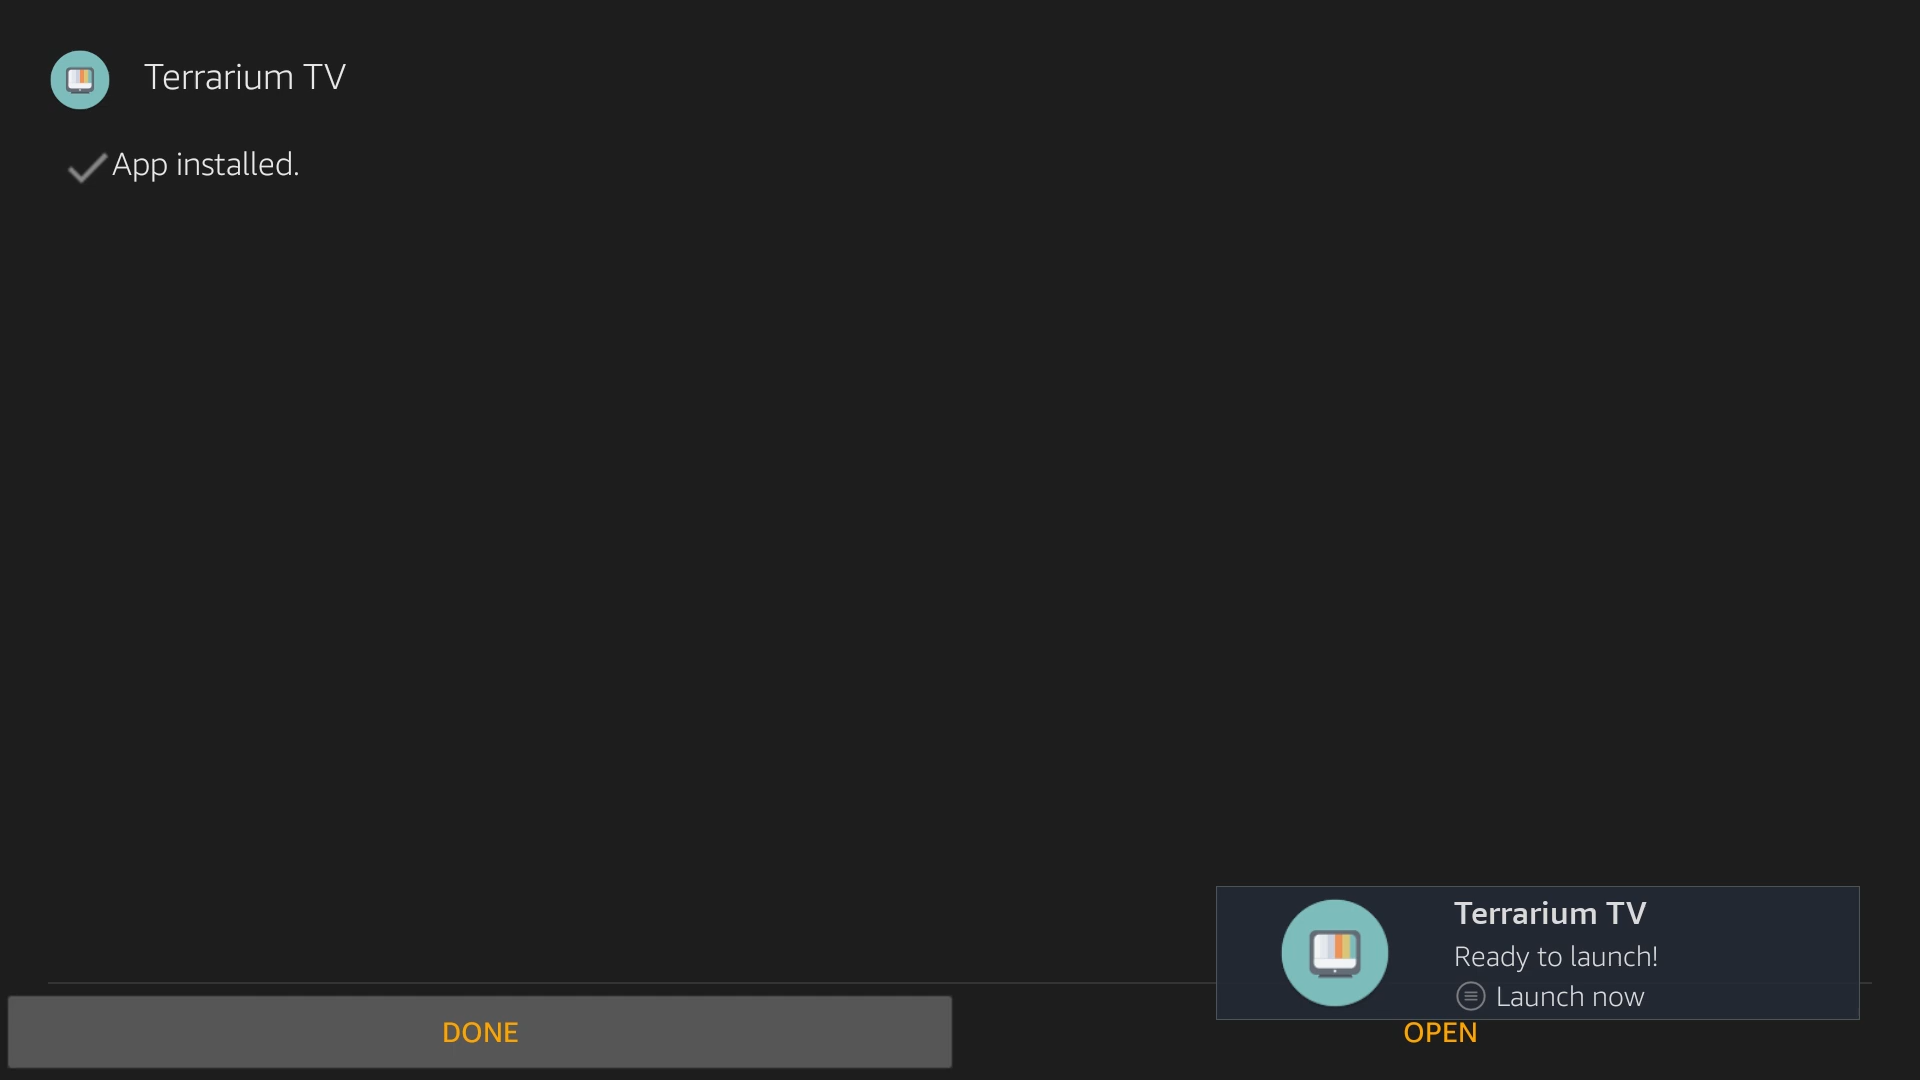 Terrarium TV
App installed.
Terrarium TV
Ready to launch!
Launch now
DONE
OPEN